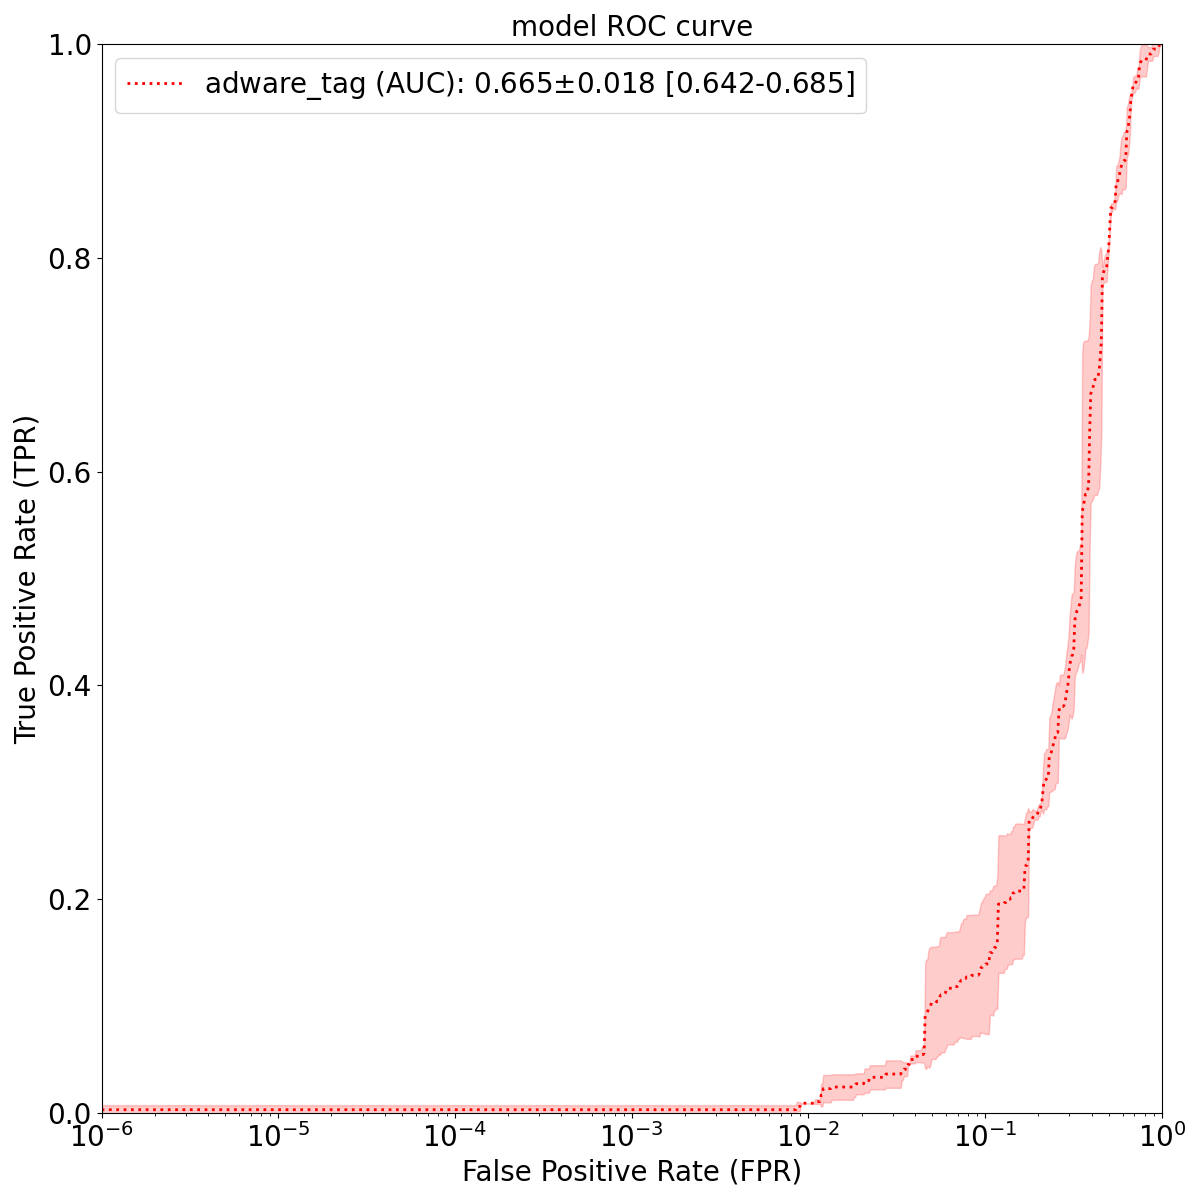 model ROC curve
adware_tag (AUC): 0.665±0.018 [0.642-0.685]
1.0
0.8
0.6
0.4
0.2
0.0
True Positive Rate (TPR)
10⁻⁶ 10⁻⁵ 10⁻⁴ 10⁻³ 10⁻² 10⁻¹ 10⁰
False Positive Rate (FPR)